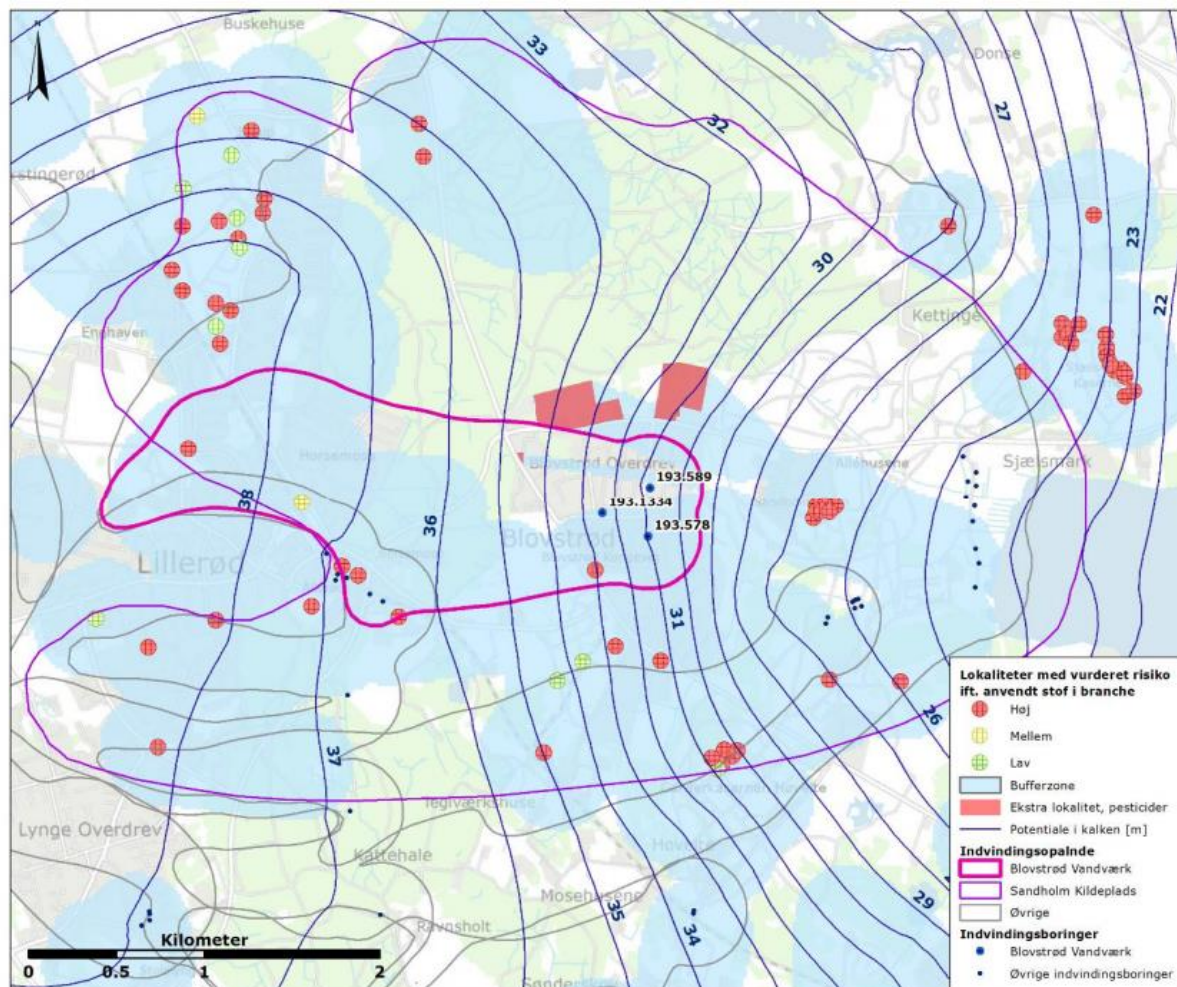 N
Buskehuse
33
Donse
27
32
stingerød
23
30
22
Enghaven
Kettinge
38
36
Blovstrød Overdrev
193.589
193.1334
Sjælsmark
Blovstrød
193.578
Lillerød
31
26
37
Teglværkshuse
Lynge Overdrev
Kattehale
Hov
Mosehusene
29
35
34
Ravnsholt
Kilometer
0 0.5 1 2
Sønderskov
Lokaliteter med vurderet risiko
ift. anvendt stof i branche
Høj
Mellem
Lav
Bufferzone
Ekstra lokalitet, pesticider
Potentiale i kalken [m]
Indvindingsopalnde
Blovstrød Vandværk
Sandholm Kildeplads
Øvrige
Indvindingsboringer
Blovstrød Vandværk
Øvrige indvindingsboringer